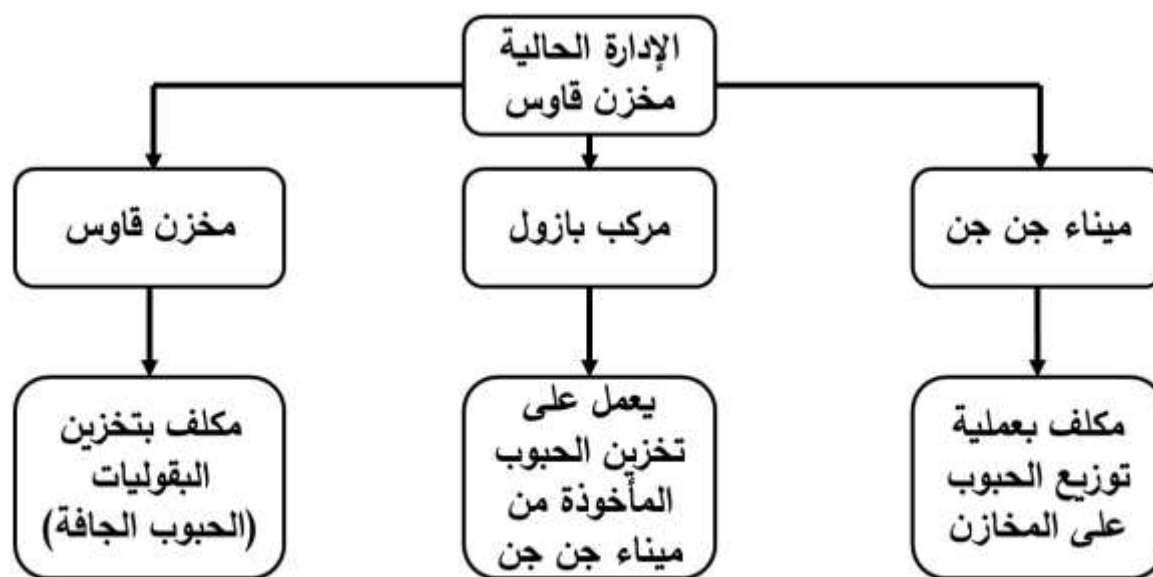 الإدارة الحالية
مخزن قاوس
ميناء جن جن
مركب بازول
مخزن قاوس
مكلف بعملية
توزيع الحبوب
على المخازن
يعمل على
تخزين الحبوب
المأخوذة من
ميناء جن جن
مكلف بتخزين
البقوليات
(الحبوب الجافة)